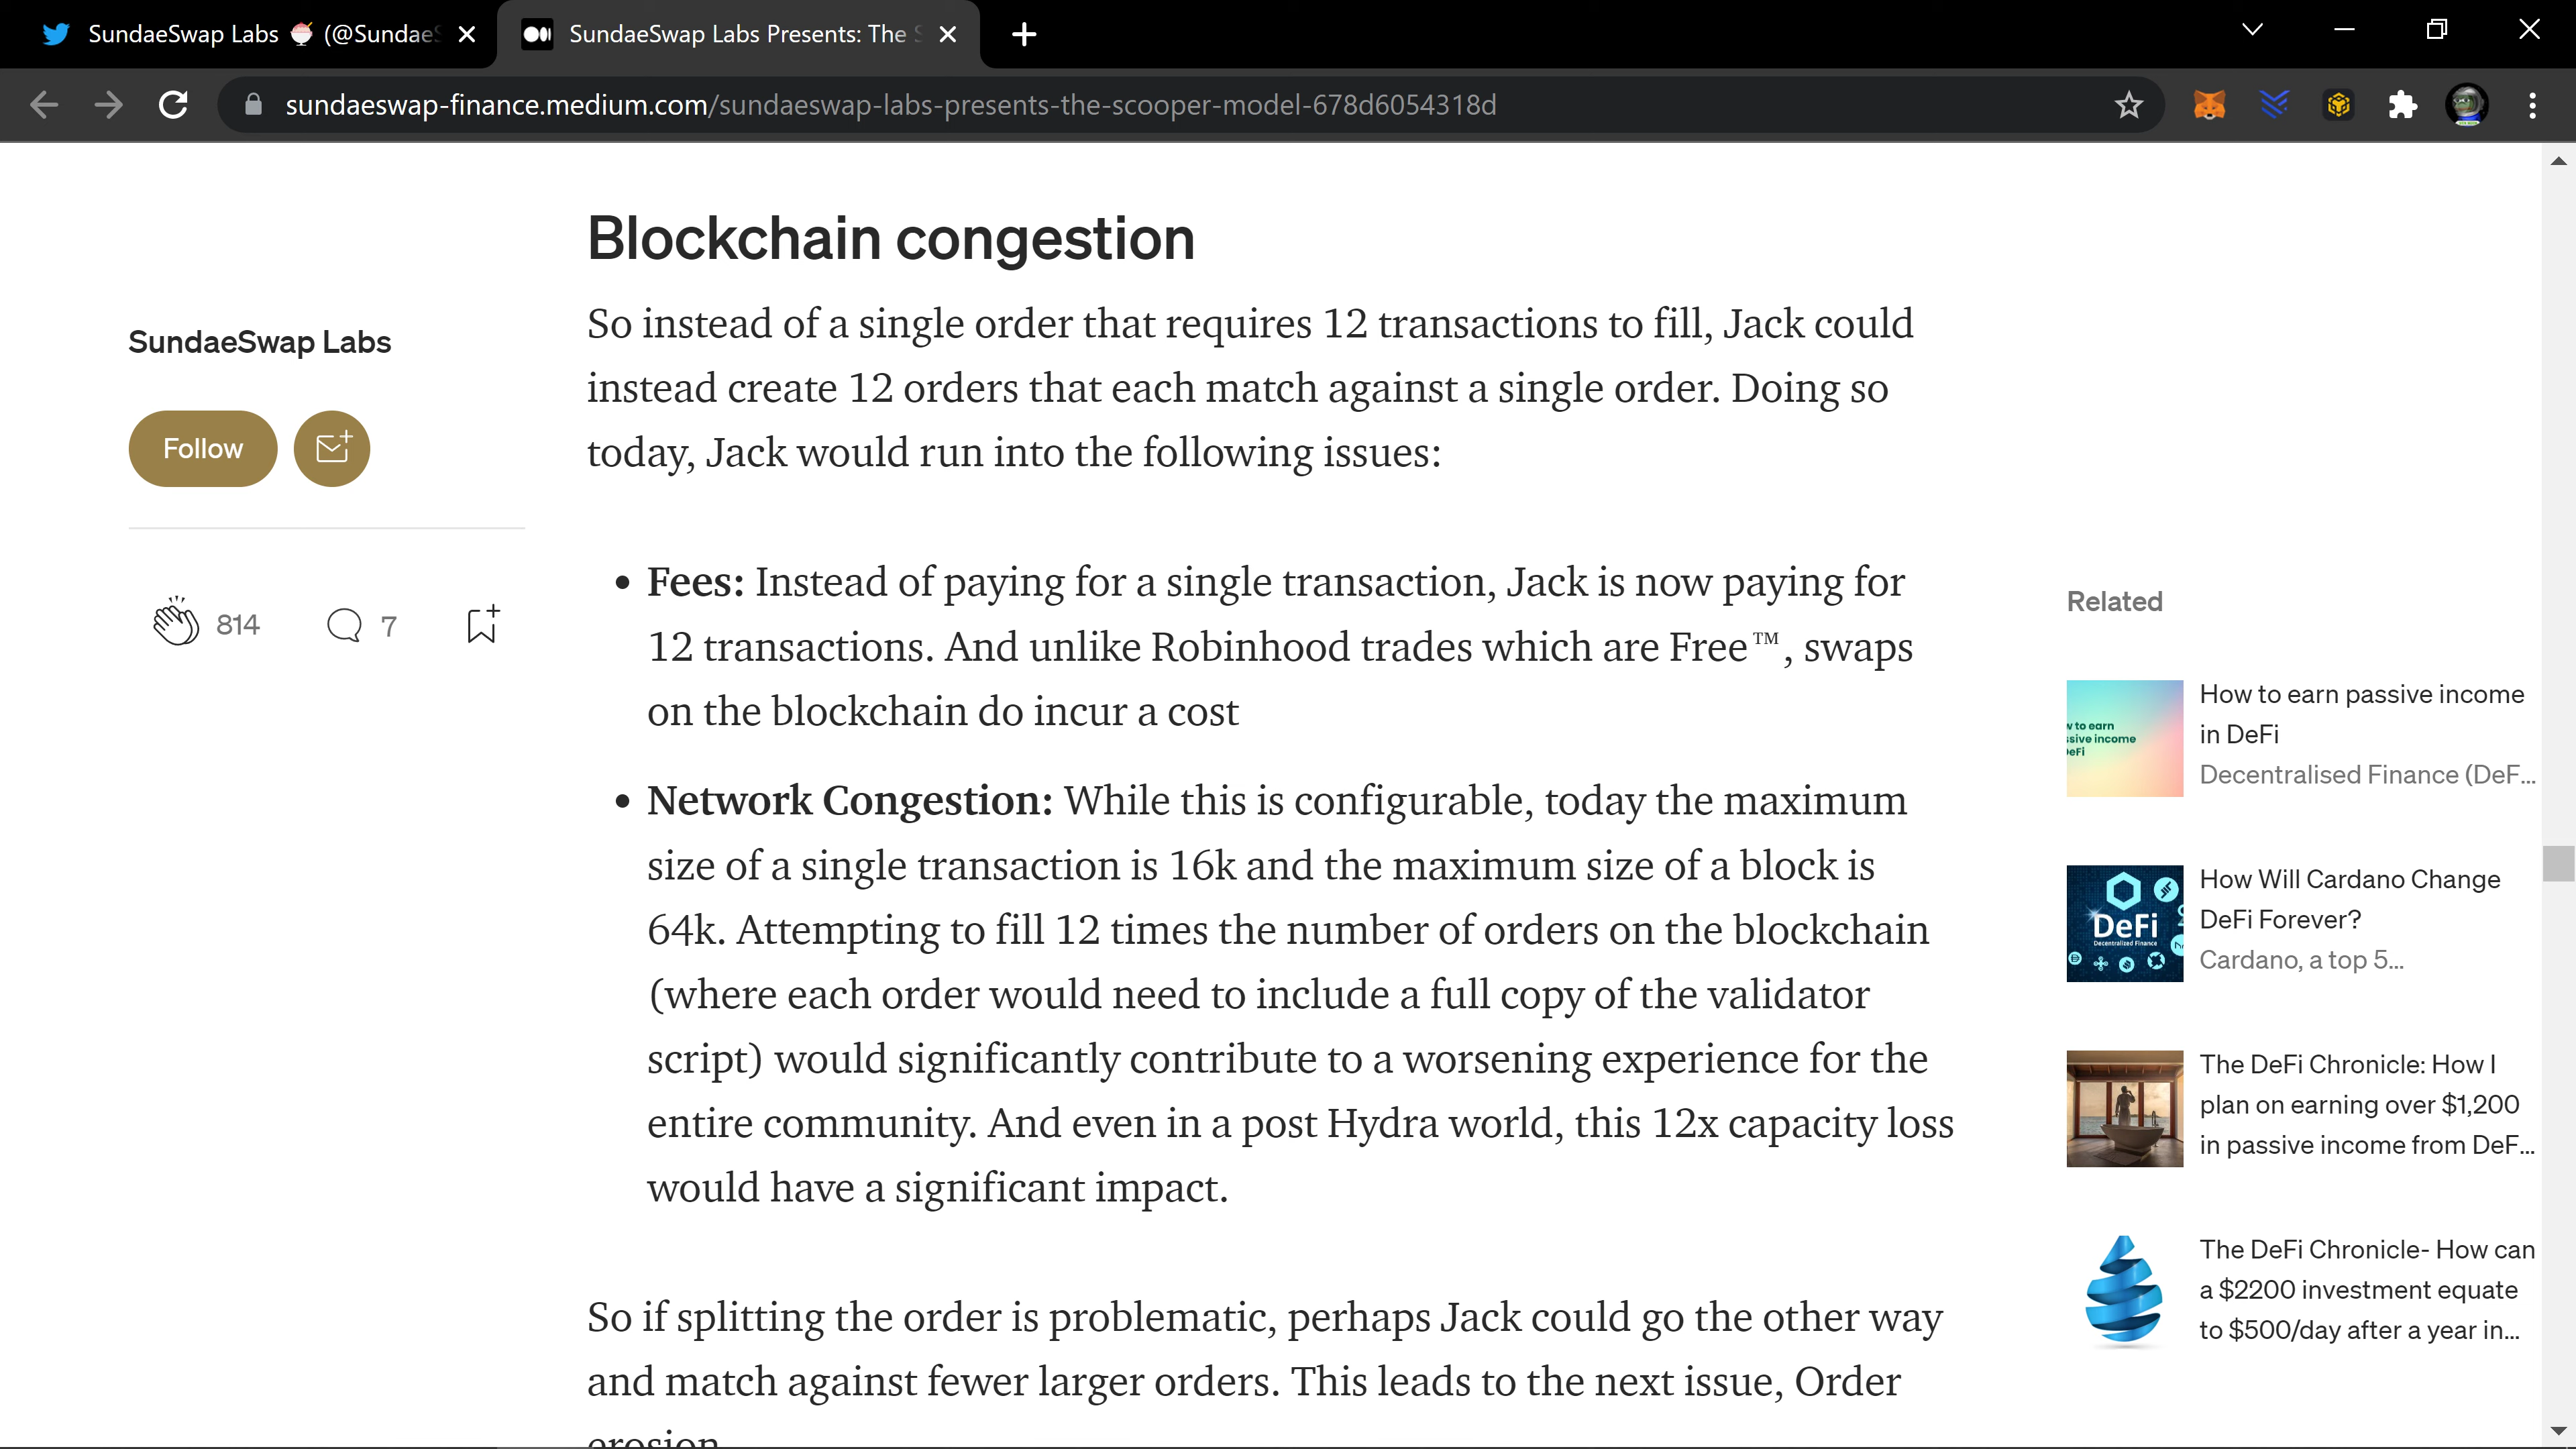 SundaeSwap Labs 🍨 (@Sundae
SundaeSwap Labs Presents: The
sundaeswap-finance.medium.com/sundaeswap-labs-presents-the-scooper-model-678d6054318d
SundaeSwap Labs
Follow
814
7
Blockchain congestion
So instead of a single order that requires 12 transactions to fill, Jack could
instead create 12 orders that each match against a single order. Doing so
today, Jack would run into the following issues:
• Fees: Instead of paying for a single transaction, Jack is now paying for
12 transactions. And unlike Robinhood trades which are Free™, swaps
on the blockchain do incur a cost
• Network Congestion: While this is configurable, today the maximum
size of a single transaction is 16k and the maximum size of a block is
64k. Attempting to fill 12 times the number of orders on the blockchain
(where each order would need to include a full copy of the validator
script) would significantly contribute to a worsening experience for the
entire community. And even in a post Hydra world, this 12x capacity loss
would have a significant impact.
So if splitting the order is problematic, perhaps Jack could go the other way
and match against fewer larger orders. This leads to the next issue, Order
erosion
Related
w to earn
ssive income
DeFi
How to earn passive income
in DeFi
Decentralised Finance (DeF...
DeFi
Decentralized Finance
How Will Cardano Change
DeFi Forever?
Cardano, a top 5...
The DeFi Chronicle: How I
plan on earning over $1,200
in passive income from DeF...
The DeFi Chronicle- How can
a $2200 investment equate
to $500/day after a year in...